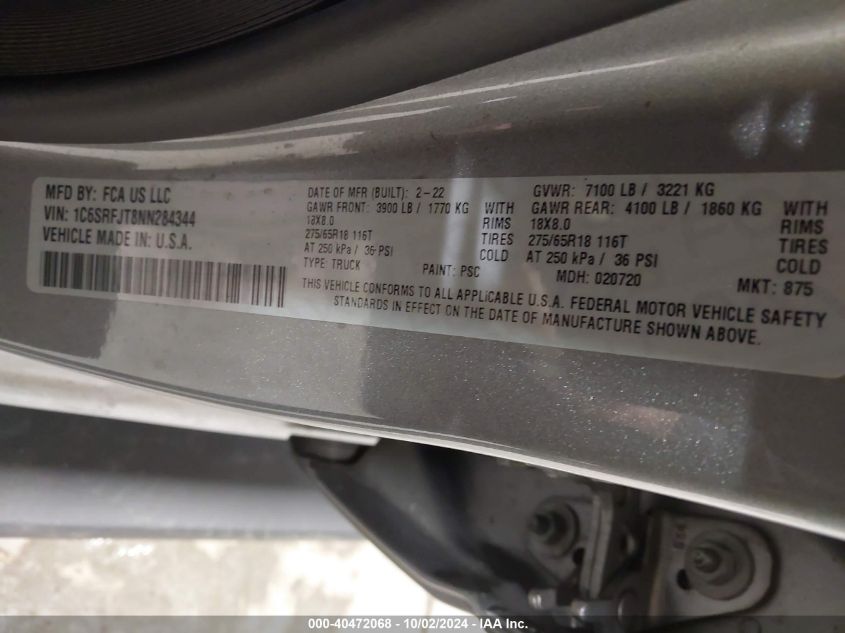 MFD BY: FCA US LLC
VIN: 1C6SRFJT8NN284344
VEHICLE MADE IN: U.S.A.
DATE OF MFR (BUILT): 2-22
GAWR FRONT: 3900 LB / 1770 KG WITH
18X8.0 RIMS
275/65R18 116T TIRES
AT 250 kPa / 36 PSI COLD
TYPE: TRUCK PAINT: PSC
GVWR: 7100 LB / 3221 KG
GAWR REAR: 4100 LB / 1860 KG WITH
18X8.0 RIMS
275/65R18 116T TIRES
AT 250 kPa / 36 PSI COLD
MDH: 020720 MKT: 875
THIS VEHICLE CONFORMS TO ALL APPLICABLE U.S.A. FEDERAL MOTOR VEHICLE SAFETY
STANDARDS IN EFFECT ON THE DATE OF MANUFACTURE SHOWN ABOVE.
000-40472068 - 10/02/2024 - IAA Inc.